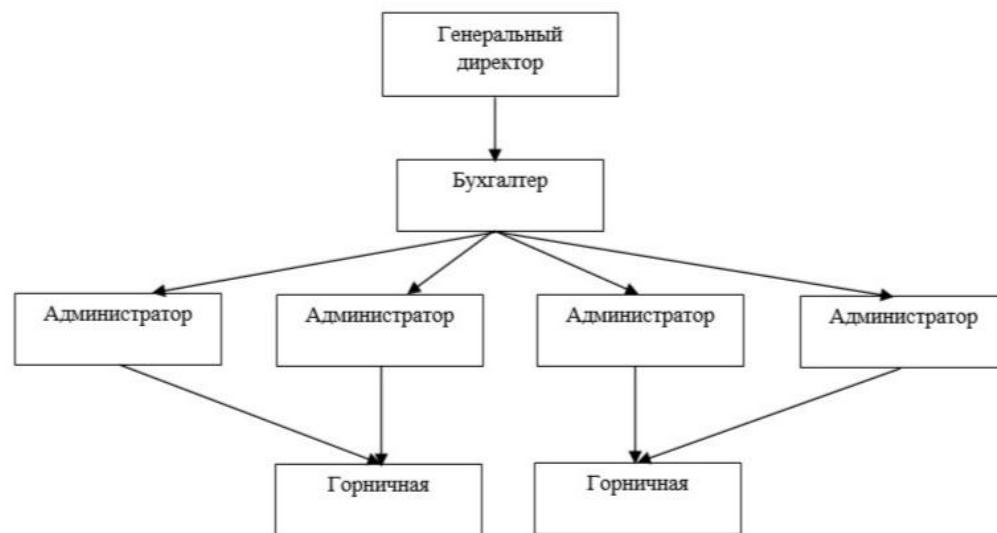 Генеральный
директор
Бухгалтер
Администратор
Администратор
Администратор
Администратор
Горничная
Горничная